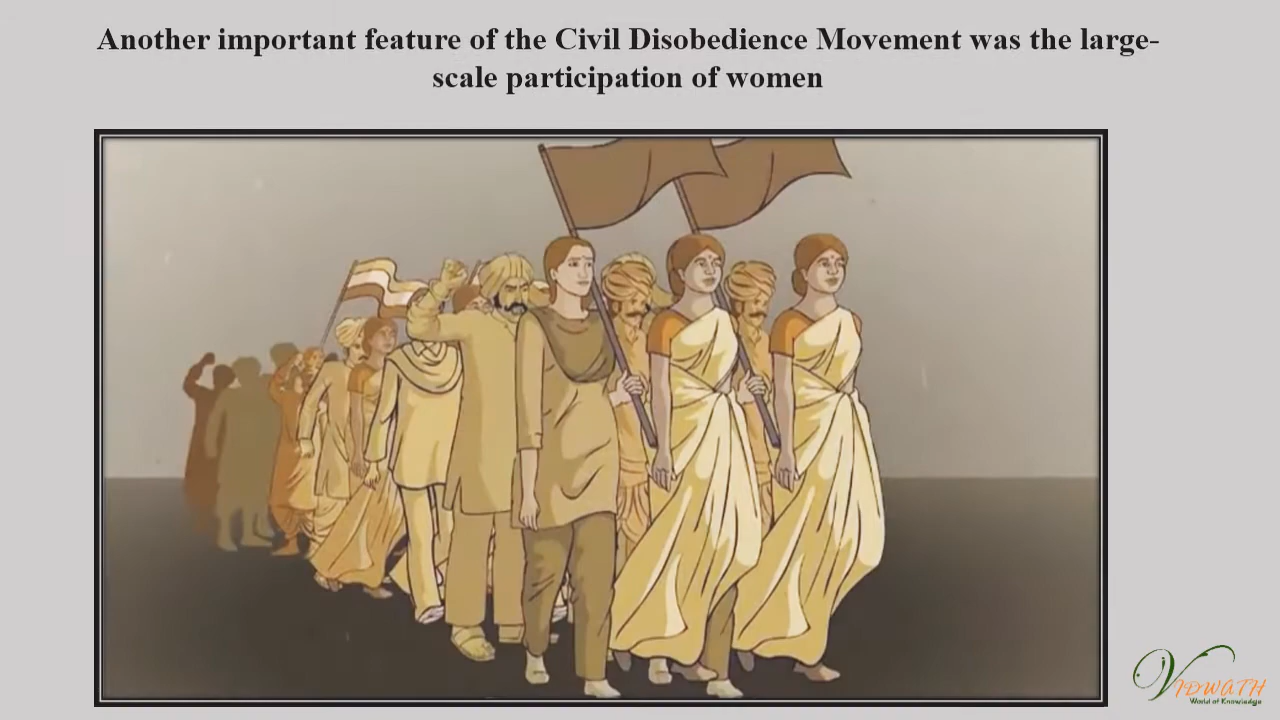 Another important feature of the Civil Disobedience Movement was the large-
scale participation of women
VIDWATH
World of Knowledge